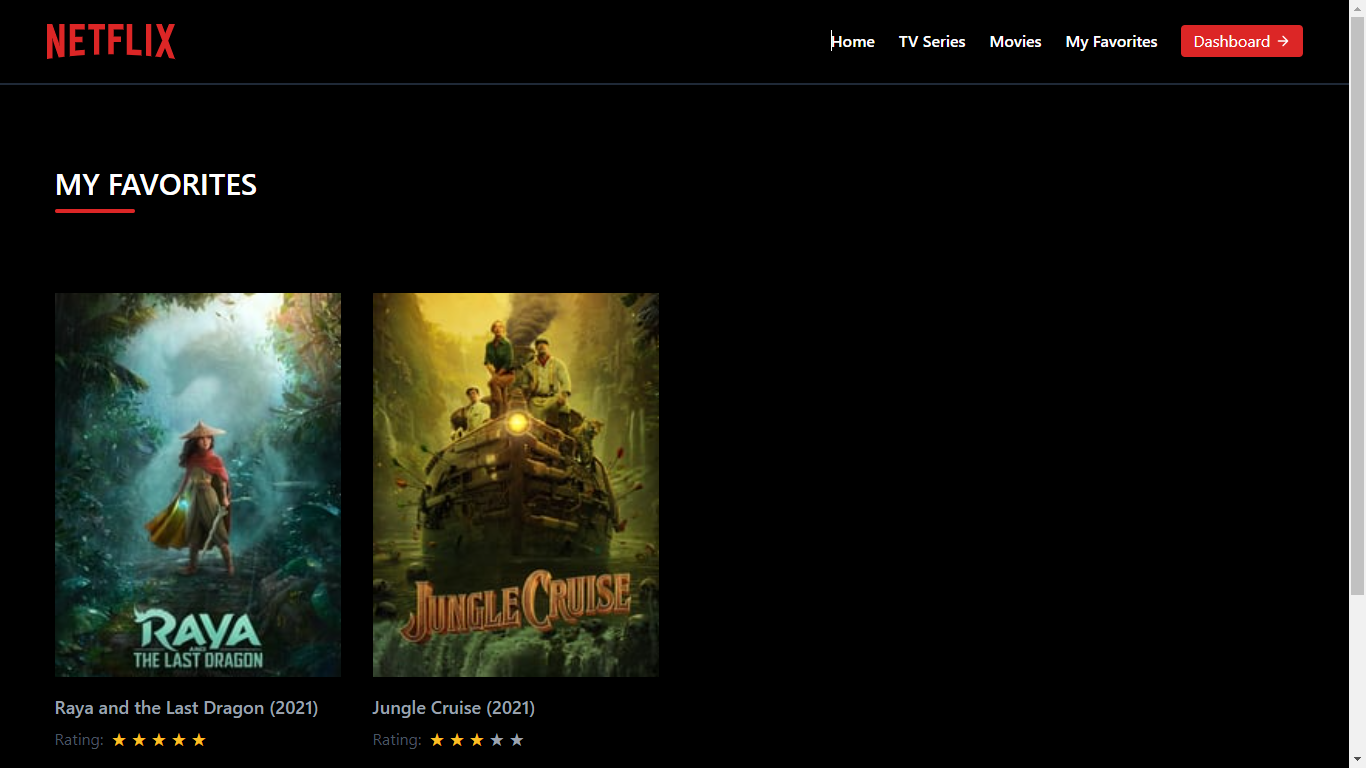 NETFLIX
Home TV Series Movies My Favorites Dashboard →
MY FAVORITES
RAYA
AND
THE LAST DRAGON
JUNGLE CRUISE
Raya and the Last Dragon (2021)
Rating: ★ ★ ★ ★ ★
Jungle Cruise (2021)
Rating: ★ ★ ★ ★ ★